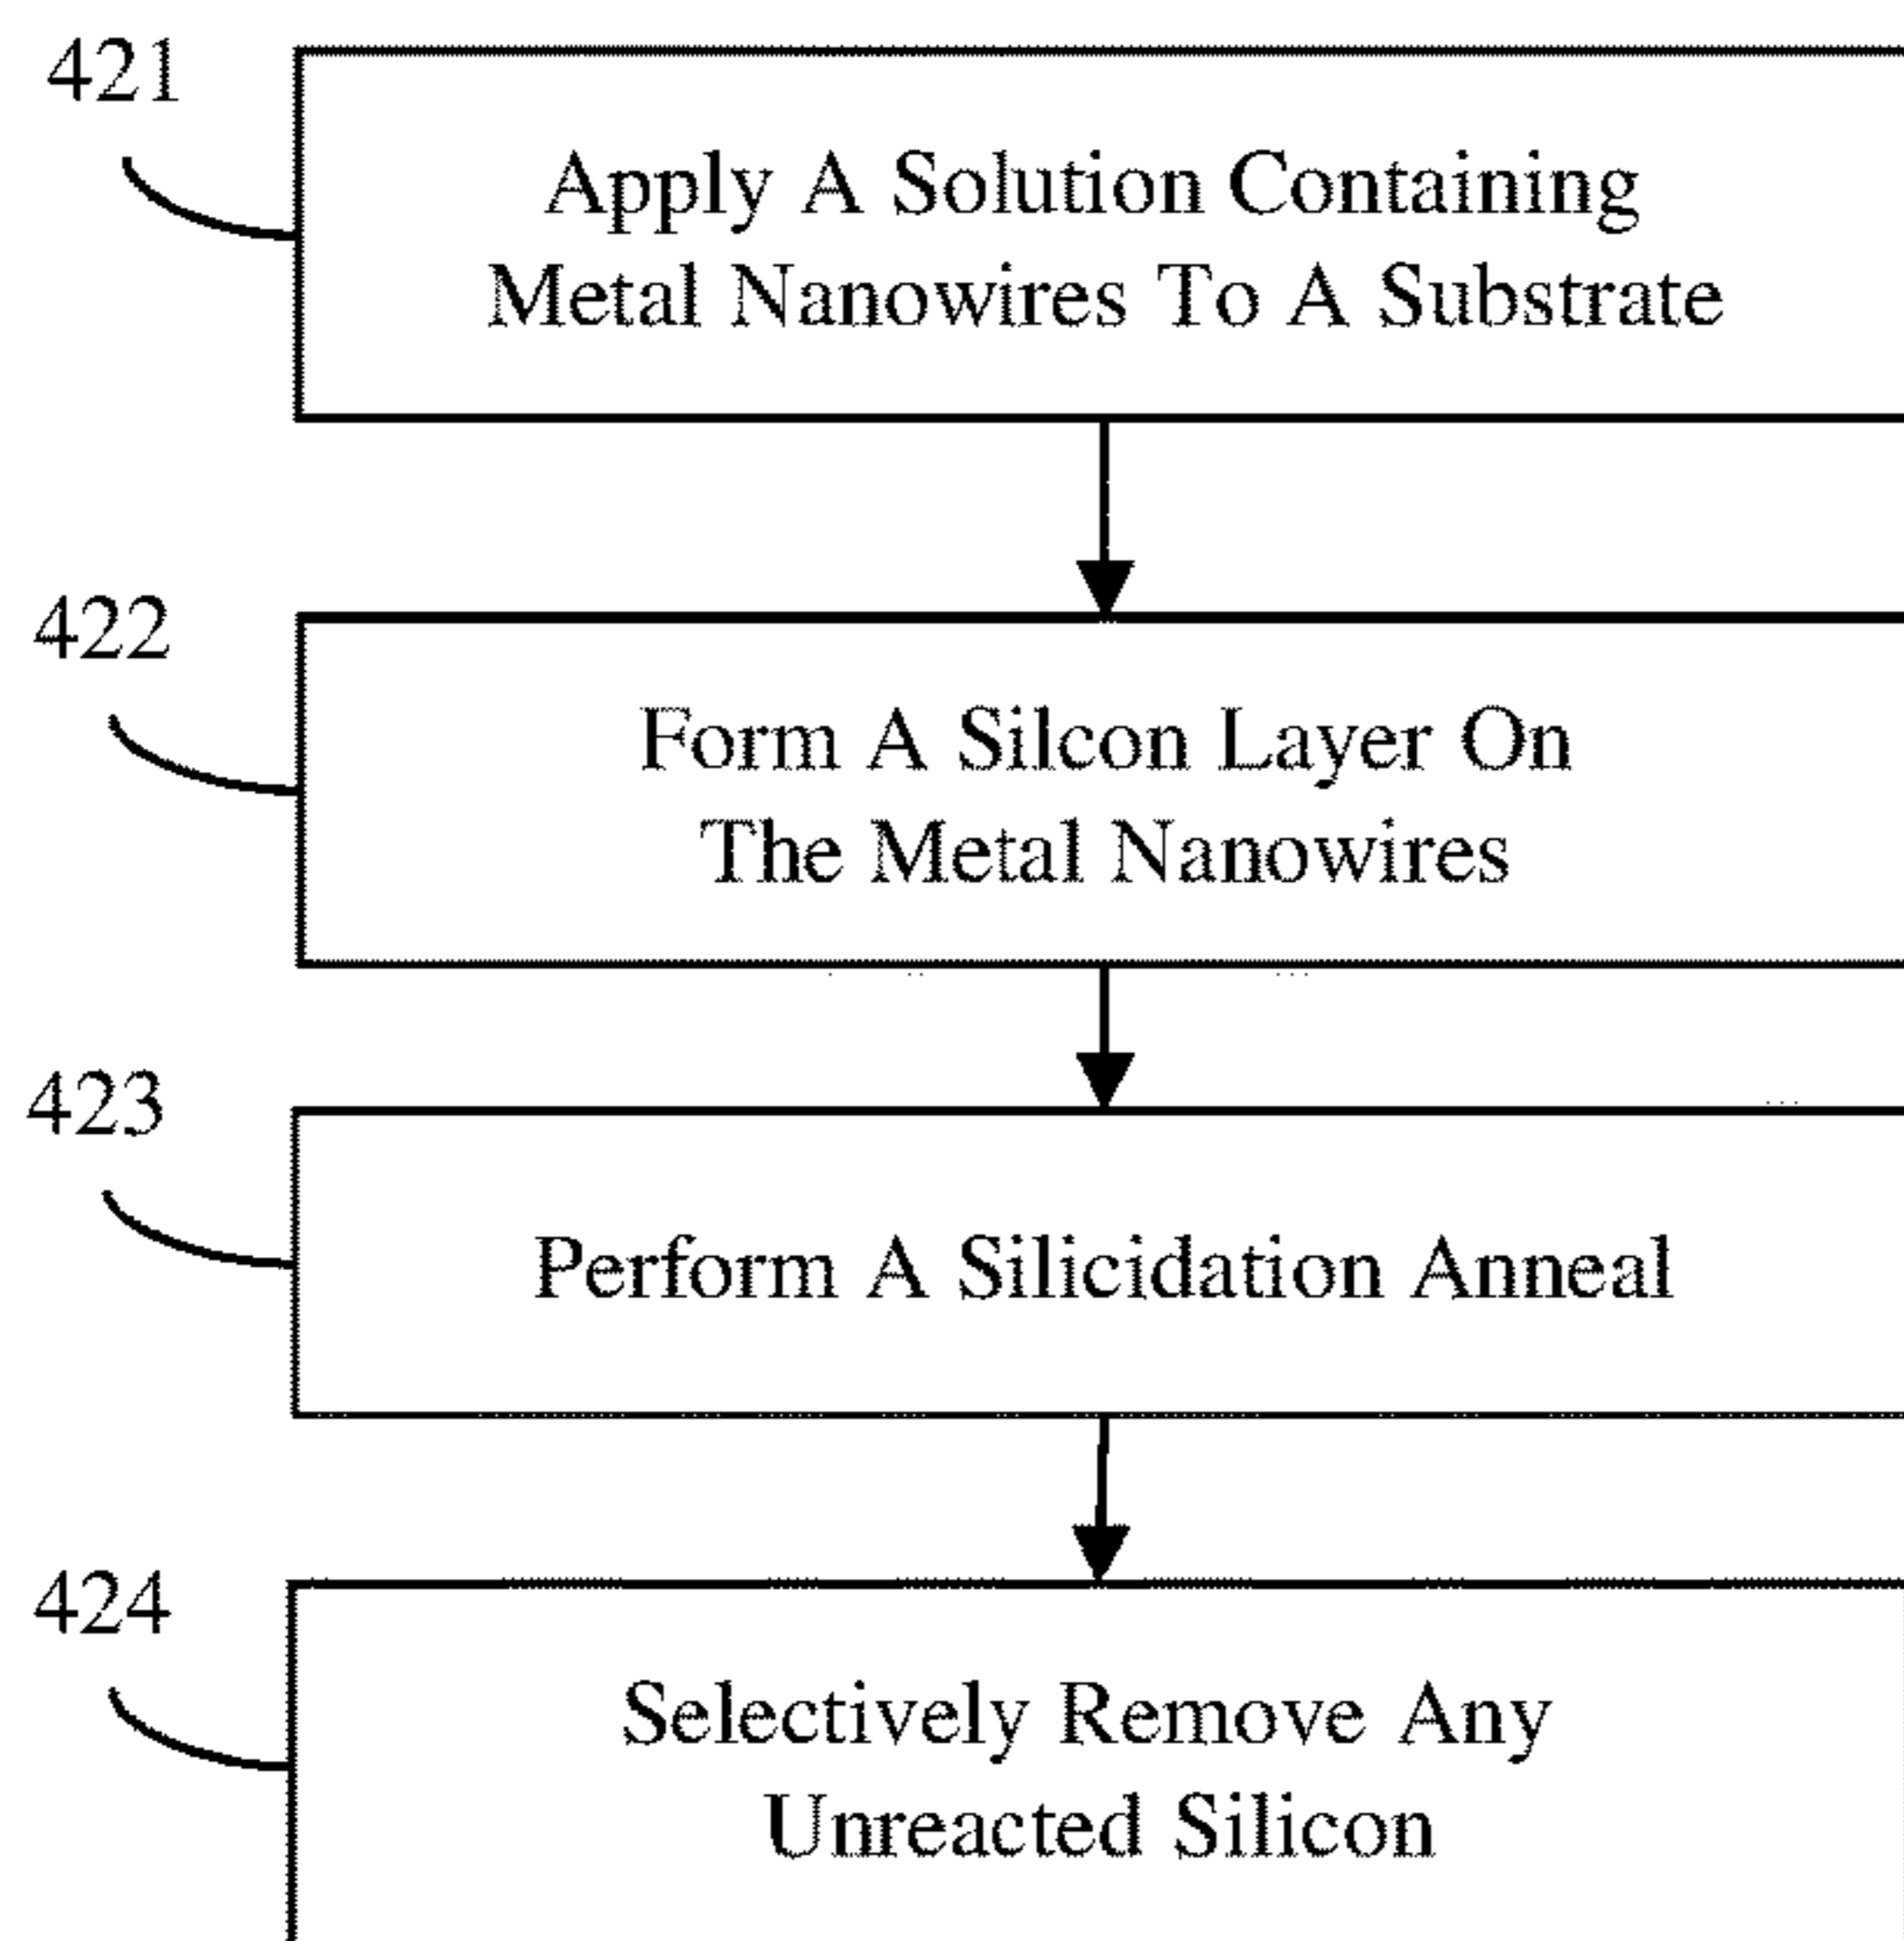 421
Apply A Solution Containing
Metal Nanowires To A Substrate
422
Form A Silcon Layer On
The Metal Nanowires
423
Perform A Silicidation Anneal
424
Selectively Remove Any
Unreacted Silicon